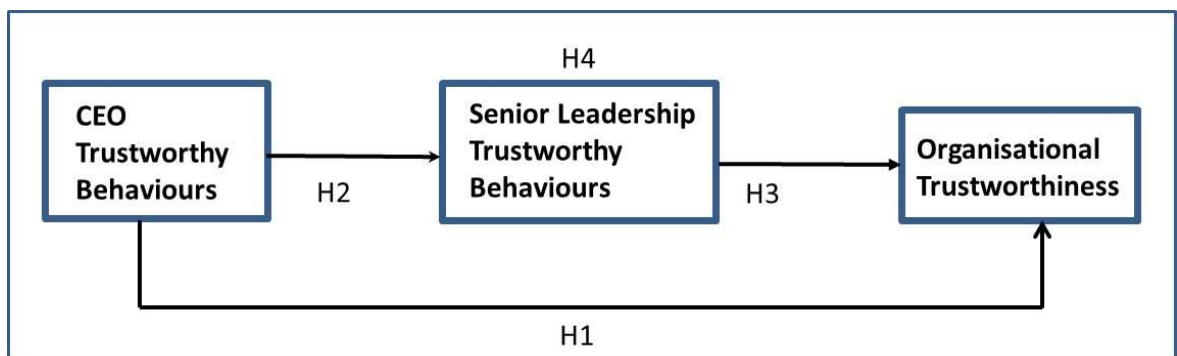 H4
CEO
Trustworthy
Behaviours
H2
Senior Leadership
Trustworthy
Behaviours
H3
Organisational
Trustworthiness
H1